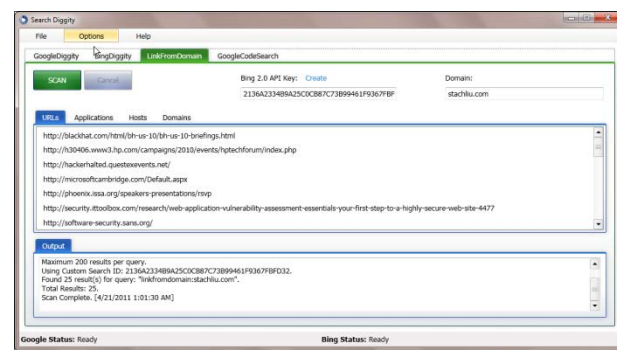 Search Diggity
File Options Help
GoogleDiggity BingDiggity LinkFromDomain GoogleCodeSearch
SCAN Cancel
Bing 2.0 API Key: Create Domain:
2136A2334B9A25C0CB87C73B99461F9367FBF stachliu.com
URLs Applications Hosts Domains
http://blackhat.com/html/bh-us-10/bh-us-10-briefings.html
http://h30406.www3.hp.com/campaigns/2010/events/hptechforum/index.php
http://hackerhalted.questexevents.net/
http://microsoftcambridge.com/Default.aspx
http://phoenix.issa.org/speakers-presentations/rsvp
http://security.ittoolbox.com/research/web-application-vulnerability-assessment-essentials-your-first-step-to-a-highly-secure-web-site-4477
http://software-security.sans.org/
Output
Maximum 200 results per query.
Using Custom Search ID: 2136A2334B9A25C0CB87C73B99461F9367FBFD32.
Found 25 result(s) for query: "linkfromdomain:stachliu.com".
Total Results: 25.
Scan Complete. [4/21/2011 1:01:30 AM]
Google Status: Ready Bing Status: Ready